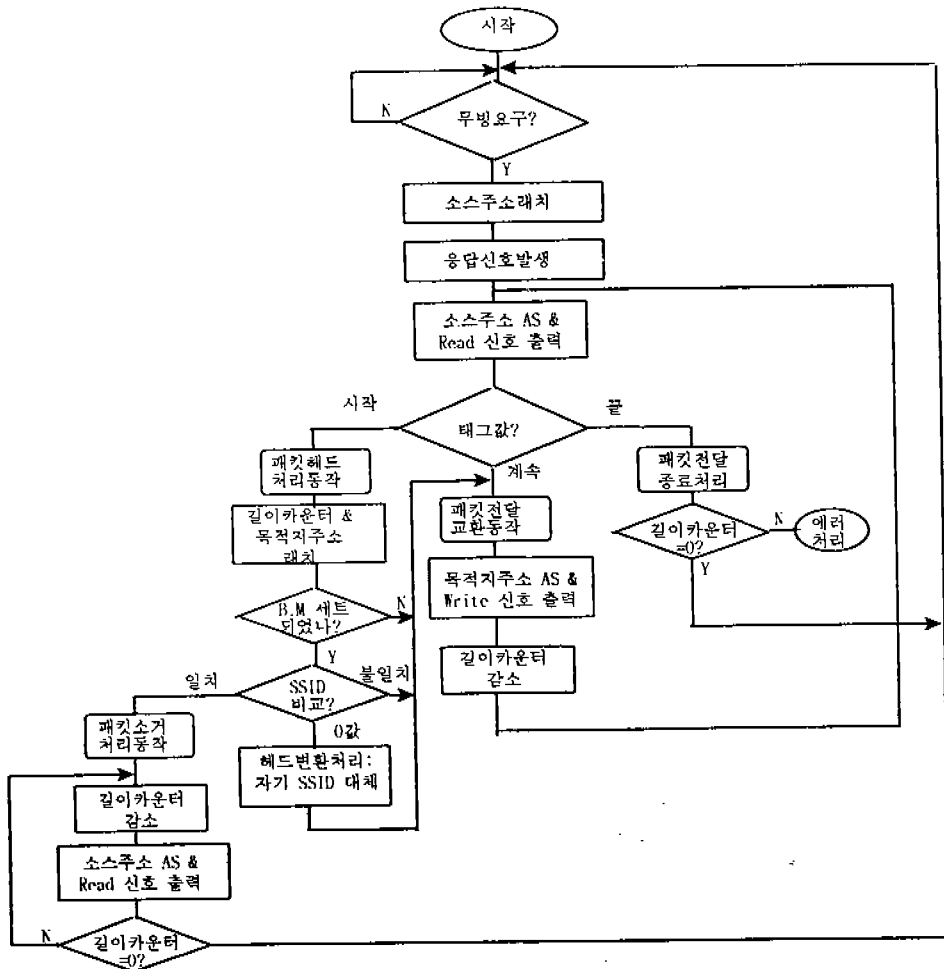 시작
N
무빙요구?
Y
소스주소래치
응답신호발생
소스주소 AS &
Read 신호 출력
시작
태그값?
끝
계속
패킷헤드
처리동작
길이카운터 &
목적지주소
래치
B.M 세트
되었나?
N
Y
일치
SSID
비교?
불일치
0값
헤드변환처리:
자기 SSID 대체
패킷소거
처리동작
길이카운터
감소
소스주소 AS &
Read 신호 출력
N
길이카운터
=0?
패킷전달
교환동작
목적지주소 AS &
Write 신호 출력
길이카운터
감소
패킷전달
종료처리
길이카운터
=0?
N
에러
처리
Y